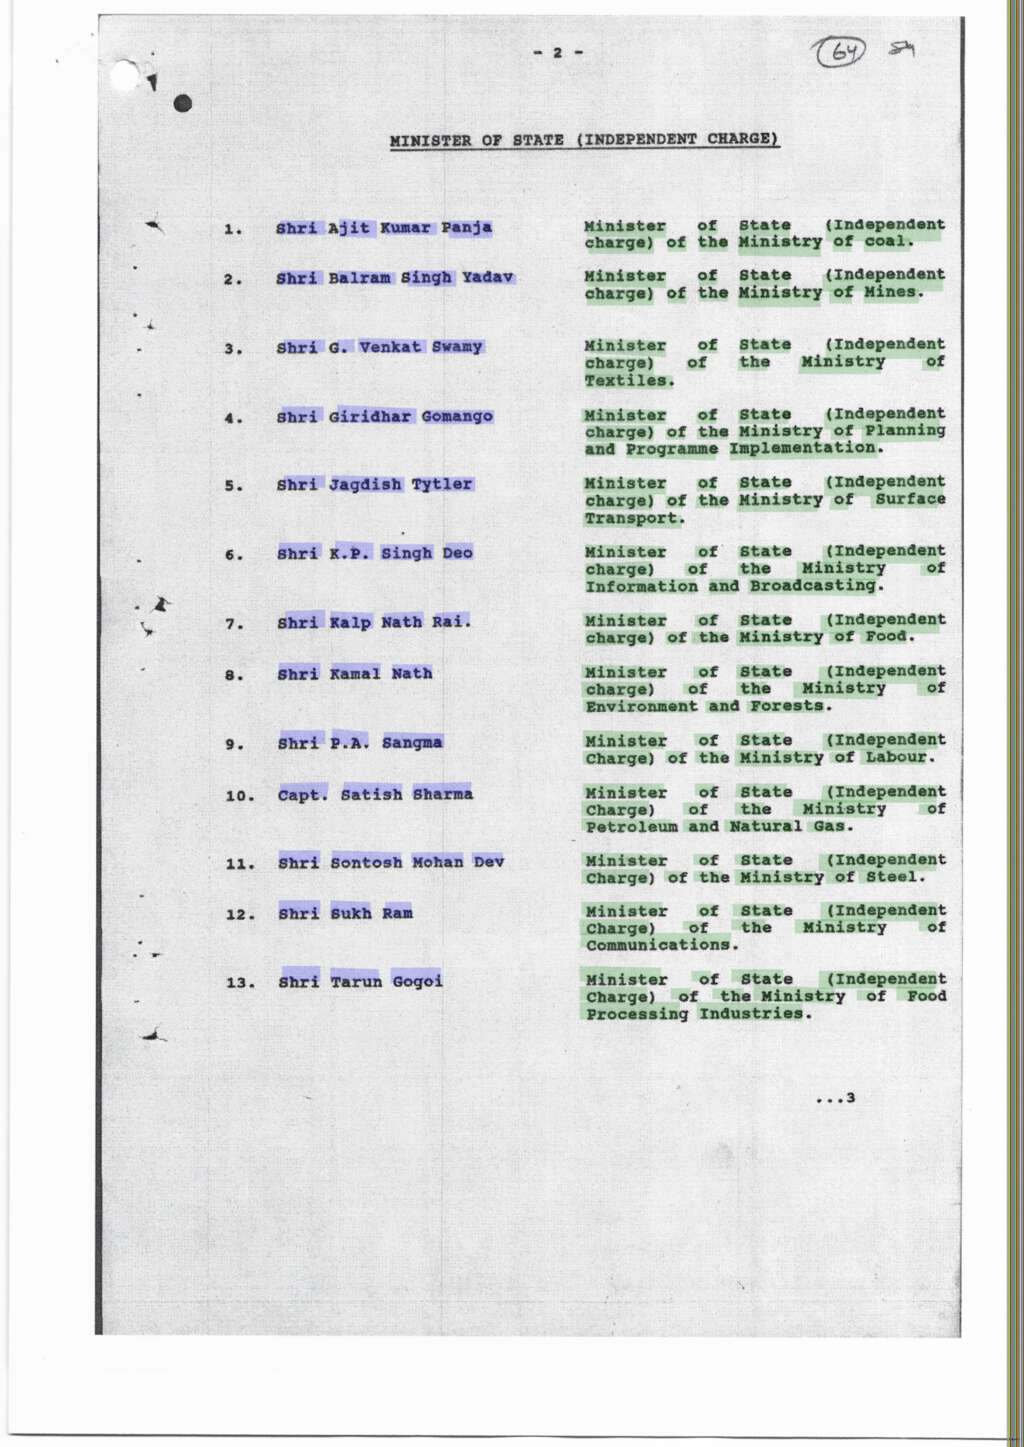 - 2 -
64
MINISTER OF STATE (INDEPENDENT CHARGE)
1. Shri Ajit Kumar Panja Minister of State (Independent
charge) of the Ministry of coal.
2. Shri Balram Singh Yadav Minister of State (Independent
charge) of the Ministry of Mines.
3. Shri G. Venkat Swamy Minister of State (Independent
charge) of the Ministry of
Textiles.
4. Shri Giridhar Gomango Minister of State (Independent
charge) of the Ministry of Planning
and Programme Implementation.
5. Shri Jagdish Tytler Minister of State (Independent
charge) of the Ministry of Surface
Transport.
6. Shri K.P. Singh Deo Minister of State (Independent
charge) of the Ministry of
Information and Broadcasting.
7. Shri Kalp Nath Rai. Minister of State (Independent
charge) of the Ministry of Food.
8. Shri Kamal Nath Minister of State (Independent
charge) of the Ministry of
Environment and Forests.
9. Shri P.A. Sangma Minister of State (Independent
Charge) of the Ministry of Labour.
10. Capt. Satish Sharma Minister of State (Independent
Charge) of the Ministry of
Petroleum and Natural Gas.
11. Shri Sontosh Mohan Dev Minister of State (Independent
Charge) of the Ministry of Steel.
12. Shri Sukh Ram Minister of State (Independent
Charge) of the Ministry of
Communications.
13. Shri Tarun Gogoi Minister of State (Independent
Charge) of the Ministry of Food
Processing Industries.
...3